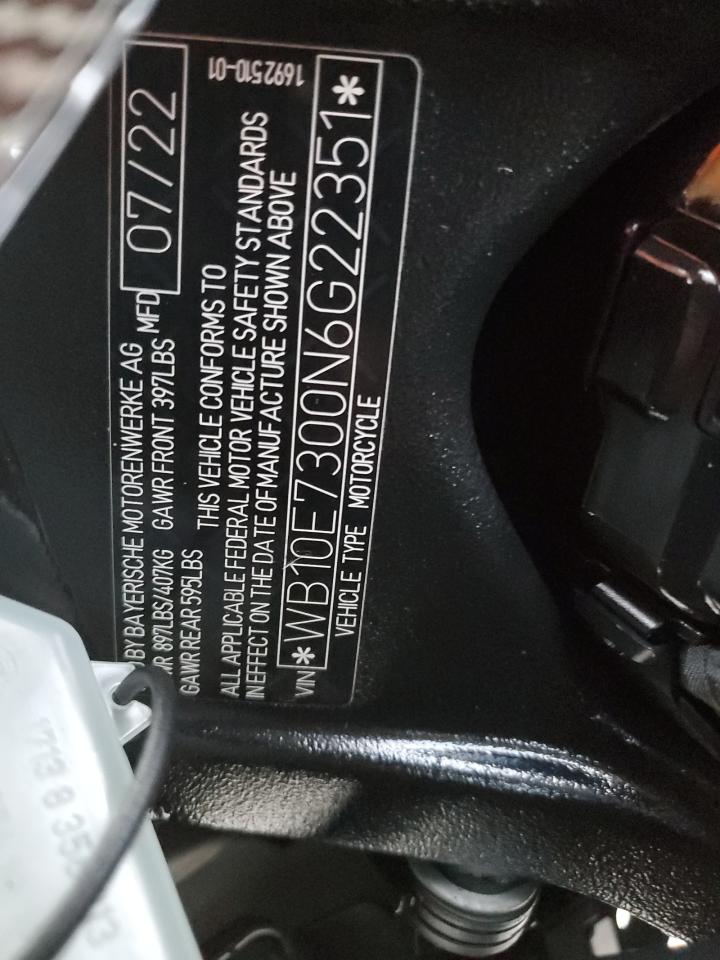 BY BAYERISCHE MOTORENWERKE AG MFD 07/22
WR 897LBS/407KG GAWR FRONT 397LBS
GAWR REAR 595LBS
THIS VEHICLE CONFORMS TO
ALL APPLICABLE FEDERAL MOTOR VEHICLE SAFETY STANDARDS
IN EFFECT ON THE DATE OF MANUFACTURE SHOWN ABOVE
1692510-01
VIN *WB10E7300N6G22351*
VEHICLE TYPE MOTORCYCLE